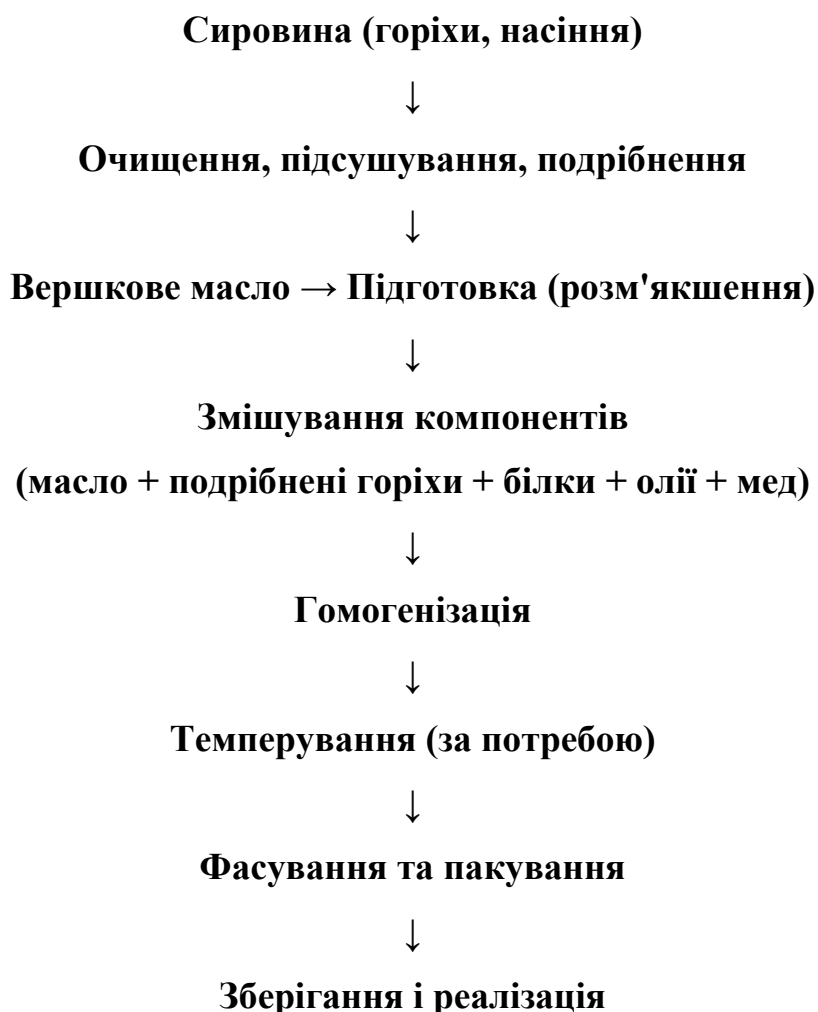 Сировина (горіхи, насіння)
↓
Очищення, підсушування, подрібнення
↓
Вершкове масло → Підготовка (розм'якшення)
↓
Змішування компонентів
(масло + подрібнені горіхи + білки + олії + мед)
↓
Гомогенізація
↓
Темперування (за потребою)
↓
Фасування та пакування
↓
Зберігання і реалізація